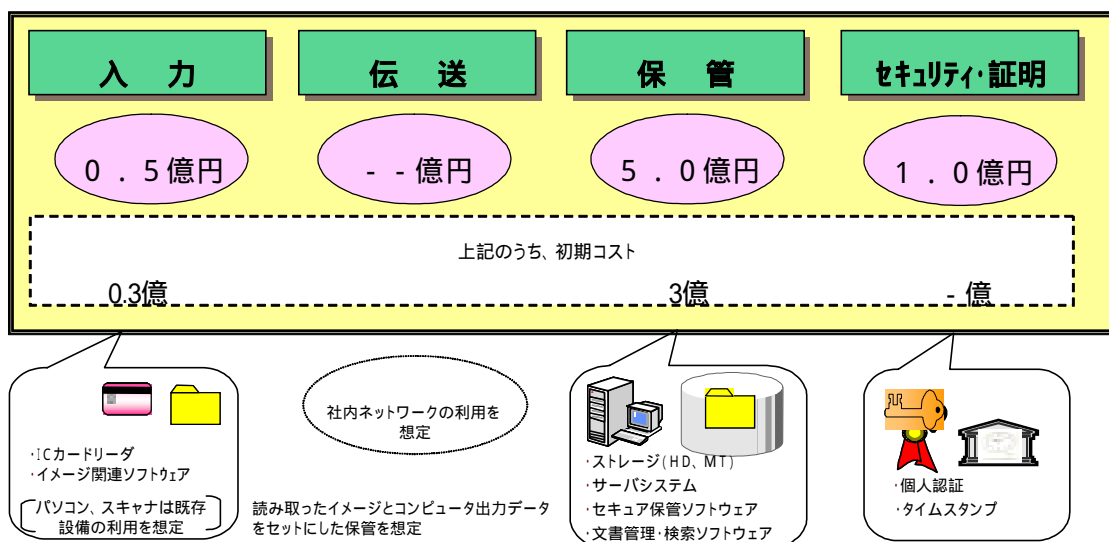 入 力
伝 送
保 管
ｾｷｭﾘﾃｨ・証明
０．５億円
--億円
５．０億円
１．０億円
上記のうち、初期コスト
0.3億
3億
-億
・ICカードリーダ
・イメージ関連ソフトウェア
パソコン、スキャナは既存
設備の利用を想定
社内ネットワークの利用を
想定
読み取ったイメージとコンピュータ出力データ
をセットにした保管を想定
・ストレージ(HD、MT)
・サーバシステム
・セキュア保管ソフトウェア
・文書管理・検索ソフトウェア
・個人認証
・タイムスタンプ